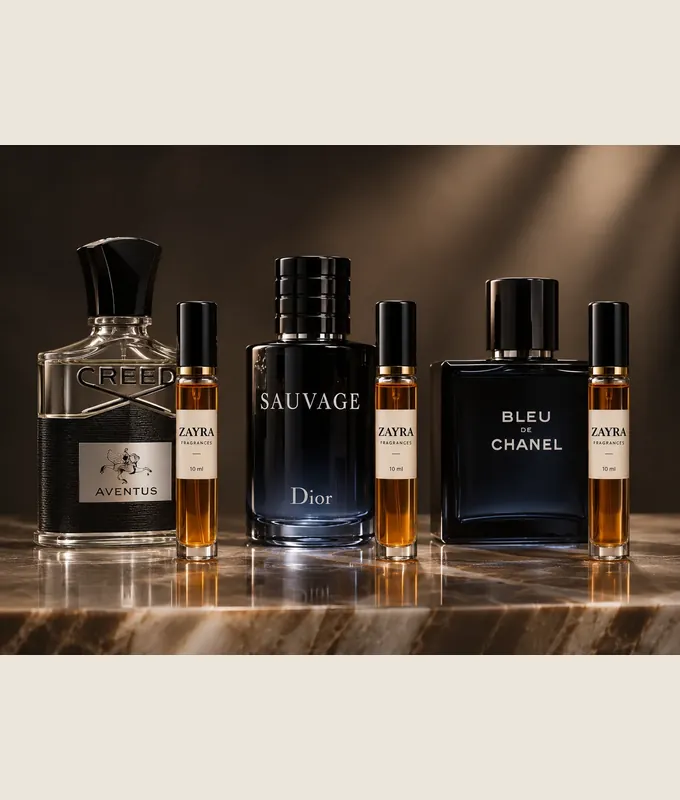 CREED
AVENTUS
ZAYRA
FRAGRANCES
10 ml
SAUVAGE
Dior
ZAYRA
FRAGRANCES
10 ml
BLEU
DE
CHANEL
ZAYRA
FRAGRANCES
10 ml